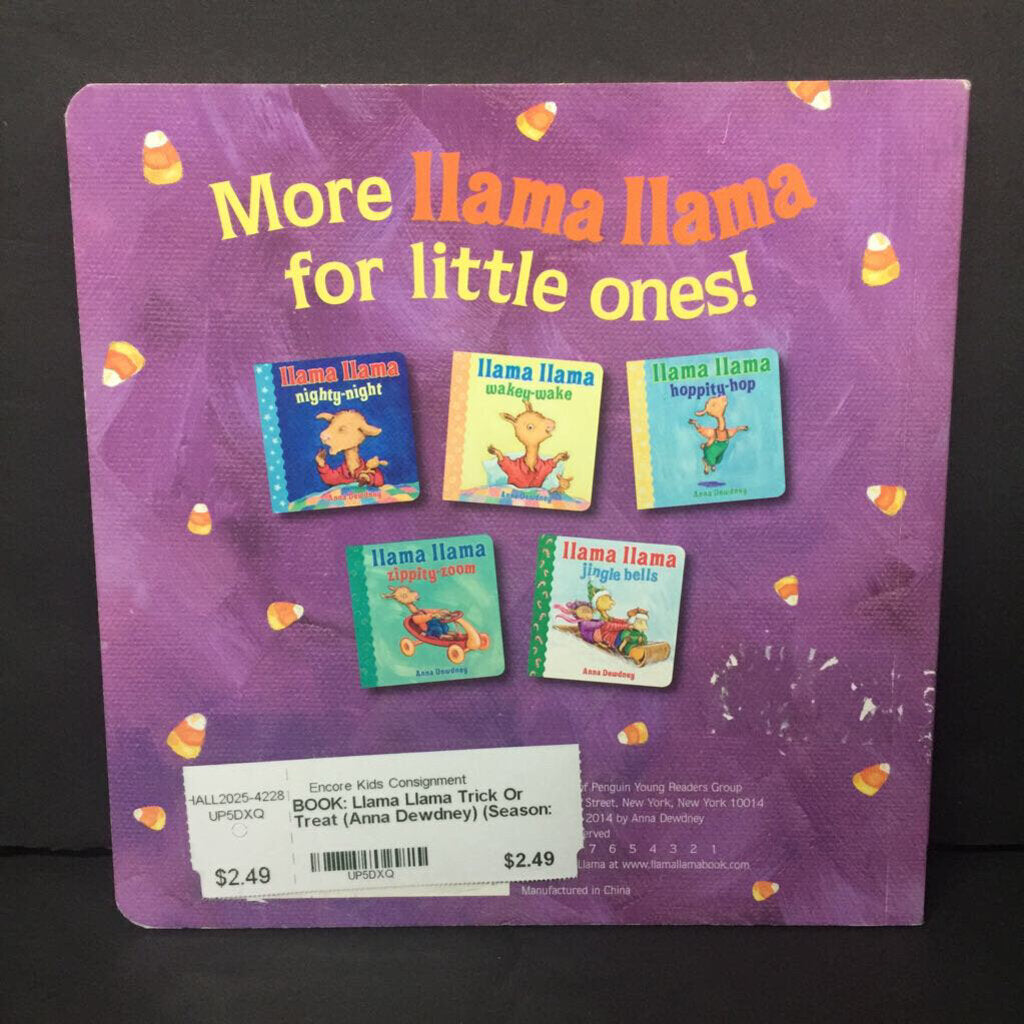 More llama llama
for little ones!
llama llama
nighty-night
Anna Dewdney
llama llama
wakey-wake
Anna Dewdney
llama llama
hoppity-hop
Anna Dewdney
llama llama
zippity-zoom
Anna Dewdney
llama llama
jingle bells
Anna Dewdney
HALL2025-4228
UP5DXQ
$2.49
Encore Kids Consignment
BOOK: Llama Llama Trick Or
Treat (Anna Dewdney) (Season:
UP5DXQ
$2.49
of Penguin Young Readers Group
Street, New York, New York 10014
2014 by Anna Dewdney
erved
7 6 5 4 3 2 1
Llama at www.llamallamabook.com
Manufactured in China